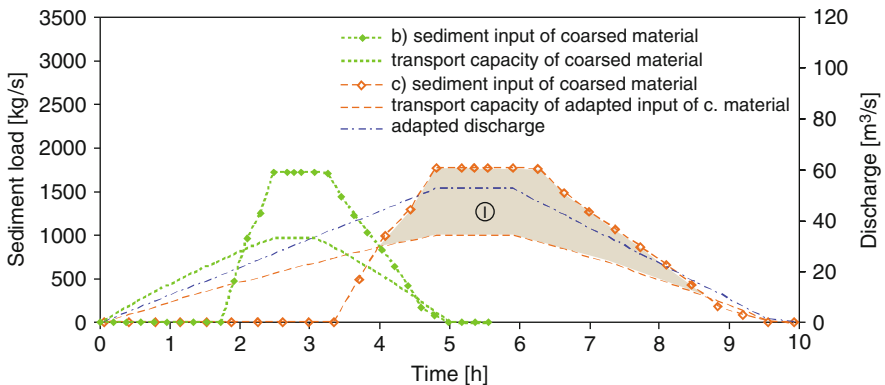 3500
3000
2500
2000
1500
1000
500
0
Sediment load [kg/s]
b) sediment input of coarsed material
transport capacity of coarsed material
c) sediment input of coarsed material
transport capacity of adapted input of c. material
adapted discharge
I
120
100
80
60
40
20
0
Discharge [m³/s]
0 1 2 3 4 5 6 7 8 9 10
Time [h]